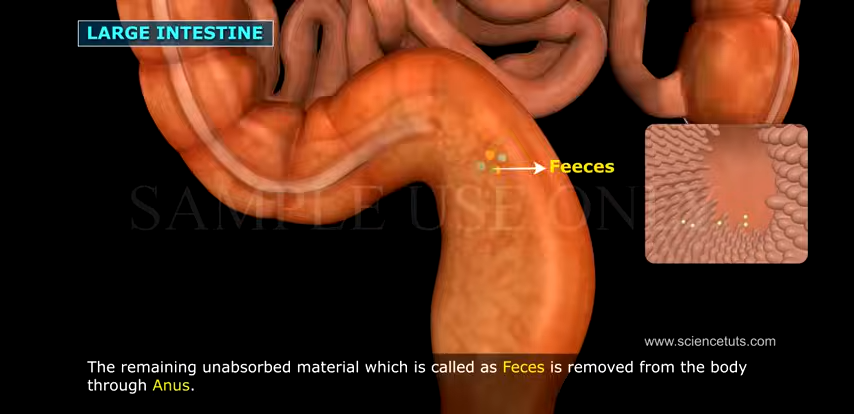 LARGE INTESTINE
Feeces
SAMPLE USE ONLY
www.sciencetuts.com
The remaining unabsorbed material which is called as Feces is removed from the body
through Anus.